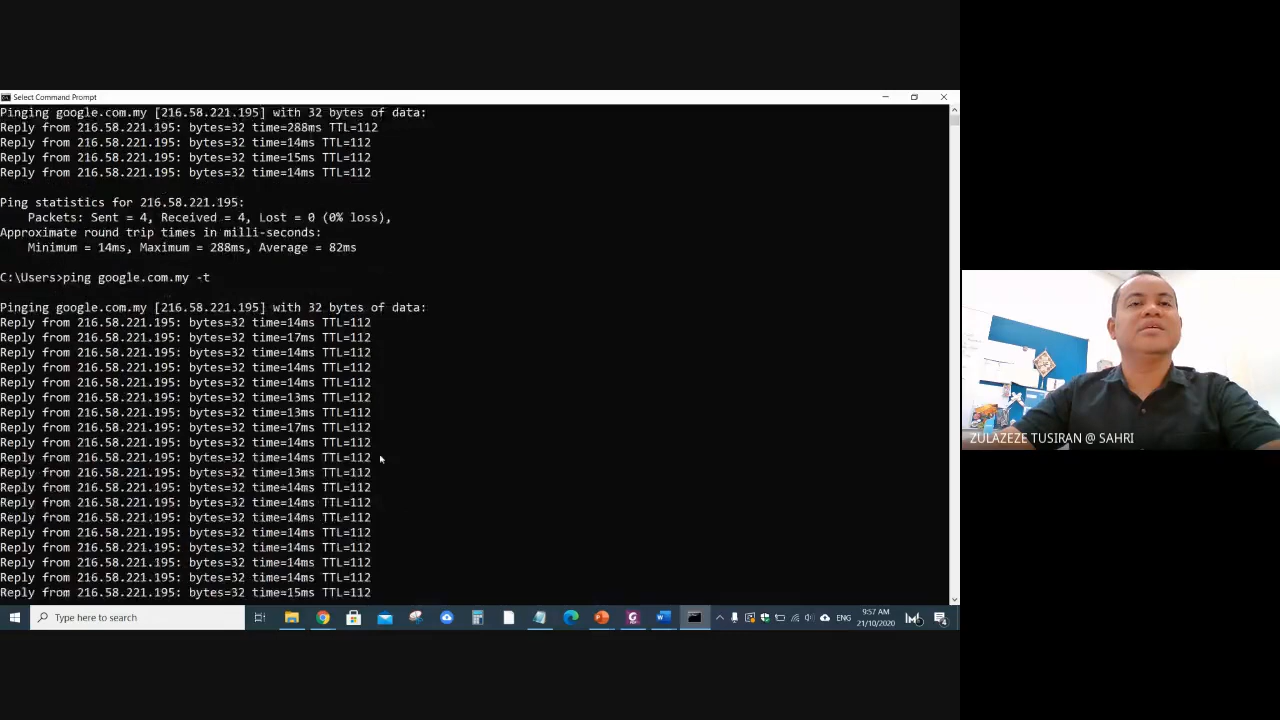 Select Command Prompt
Pinging google.com.my [216.58.221.195] with 32 bytes of data:
Reply from 216.58.221.195: bytes=32 time=288ms TTL=112
Reply from 216.58.221.195: bytes=32 time=14ms TTL=112
Reply from 216.58.221.195: bytes=32 time=15ms TTL=112
Reply from 216.58.221.195: bytes=32 time=14ms TTL=112
Ping statistics for 216.58.221.195:
Packets: Sent = 4, Received = 4, Lost = 0 (0% loss),
Approximate round trip times in milli-seconds:
Minimum = 14ms, Maximum = 288ms, Average = 82ms
C:\Users>ping google.com.my -t
Pinging google.com.my [216.58.221.195] with 32 bytes of data:
Reply from 216.58.221.195: bytes=32 time=14ms TTL=112
Reply from 216.58.221.195: bytes=32 time=17ms TTL=112
Reply from 216.58.221.195: bytes=32 time=14ms TTL=112
Reply from 216.58.221.195: bytes=32 time=14ms TTL=112
Reply from 216.58.221.195: bytes=32 time=14ms TTL=112
Reply from 216.58.221.195: bytes=32 time=13ms TTL=112
Reply from 216.58.221.195: bytes=32 time=13ms TTL=112
Reply from 216.58.221.195: bytes=32 time=17ms TTL=112
Reply from 216.58.221.195: bytes=32 time=14ms TTL=112
Reply from 216.58.221.195: bytes=32 time=14ms TTL=112
Reply from 216.58.221.195: bytes=32 time=13ms TTL=112
Reply from 216.58.221.195: bytes=32 time=14ms TTL=112
Reply from 216.58.221.195: bytes=32 time=14ms TTL=112
Reply from 216.58.221.195: bytes=32 time=14ms TTL=112
Reply from 216.58.221.195: bytes=32 time=14ms TTL=112
Reply from 216.58.221.195: bytes=32 time=14ms TTL=112
Reply from 216.58.221.195: bytes=32 time=14ms TTL=112
Reply from 216.58.221.195: bytes=32 time=14ms TTL=112
Reply from 216.58.221.195: bytes=32 time=15ms TTL=112
ZULAZEZE TUSIRAN @ SAHRI
Type here to search
ENG
9:57 AM
21/10/2020